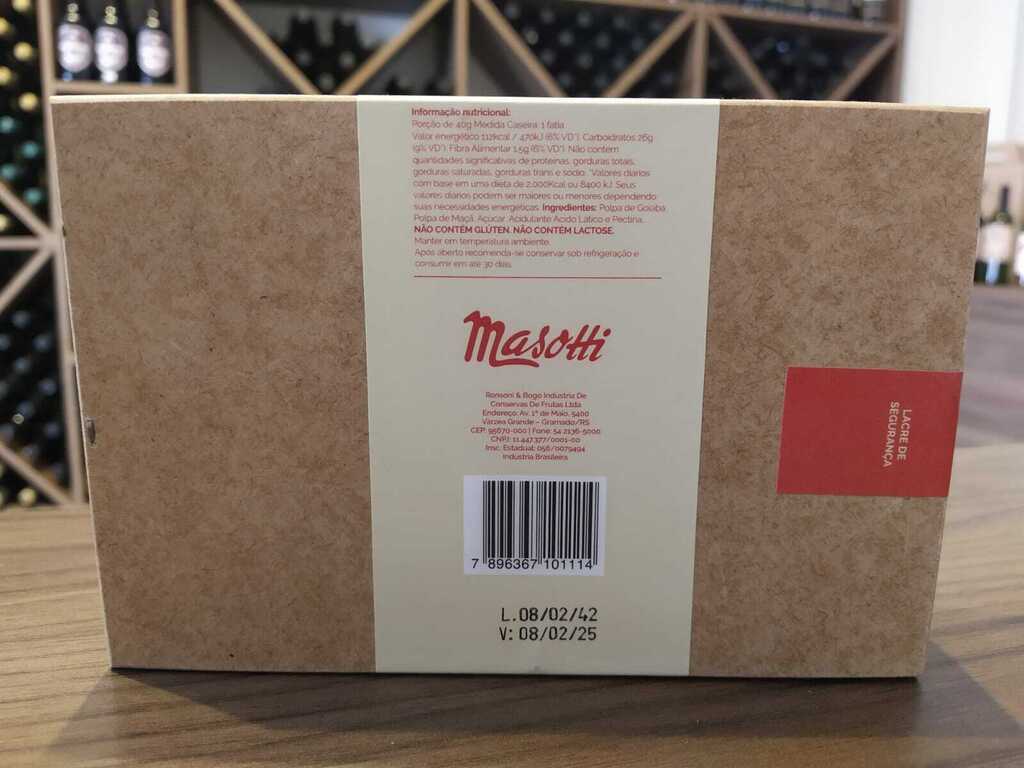 Informação nutricional:
Porção de 40g Medida Caseira: 1 fatia
Valor energético 112kcal / 470kJ (6% VD*). Carboidratos 26g
(9% VD*). Fibra Alimentar 1,5g (6% VD*). Não contém
quantidades significativas de proteínas, gorduras totais,
gorduras saturadas, gorduras trans e sódio. *Valores diários
com base em uma dieta de 2.000Kcal ou 8400 kJ. Seus
valores diários podem ser maiores ou menores dependendo
suas necessidades energéticas. Ingredientes: Polpa de Goiaba,
Polpa de Maçã, Açúcar, Acidulante Ácido Lático e Pectina.
NÃO CONTÉM GLÚTEN. NÃO CONTÉM LACTOSE.
Manter em temperatura ambiente.
Após aberto recomenda-se conservar sob refrigeração e
consumir em até 30 dias.
Masotti
Ronsoni & Bogo Industria De
Conservas De Frutas Ltda
Endereço: Av. 1º de Maio, 5400
Várzea Grande - Gramado/RS
CEP: 95670-000 | Fone: 54 2136-5000
CNPJ: 11.447.377/0001-00
Insc. Estadual: 056/0079494
Indústria Brasileira
7 896367 101114
L.08/02/42
V: 08/02/25
LACRE DE
SEGURANÇA